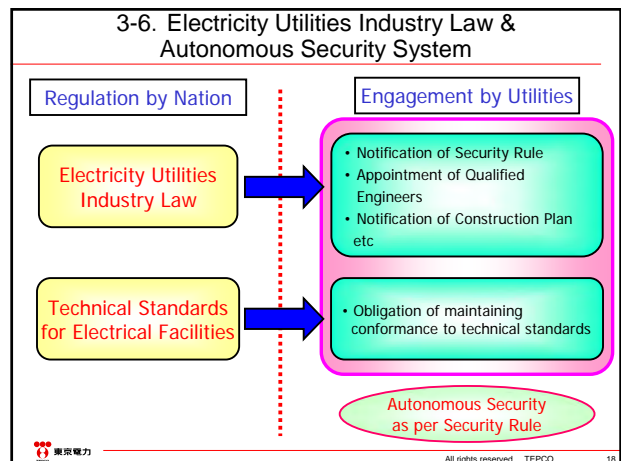 3-6. Electricity Utilities Industry Law &
Autonomous Security System
Regulation by Nation
Engagement by Utilities
Electricity Utilities
Industry Law
• Notification of Security Rule
• Appointment of Qualified
Engineers
• Notification of Construction Plan
etc
Technical Standards
for Electrical Facilities
• Obligation of maintaining
conformance to technical standards
Autonomous Security
as per Security Rule
東京電力
All rights reserved TEPCO 18